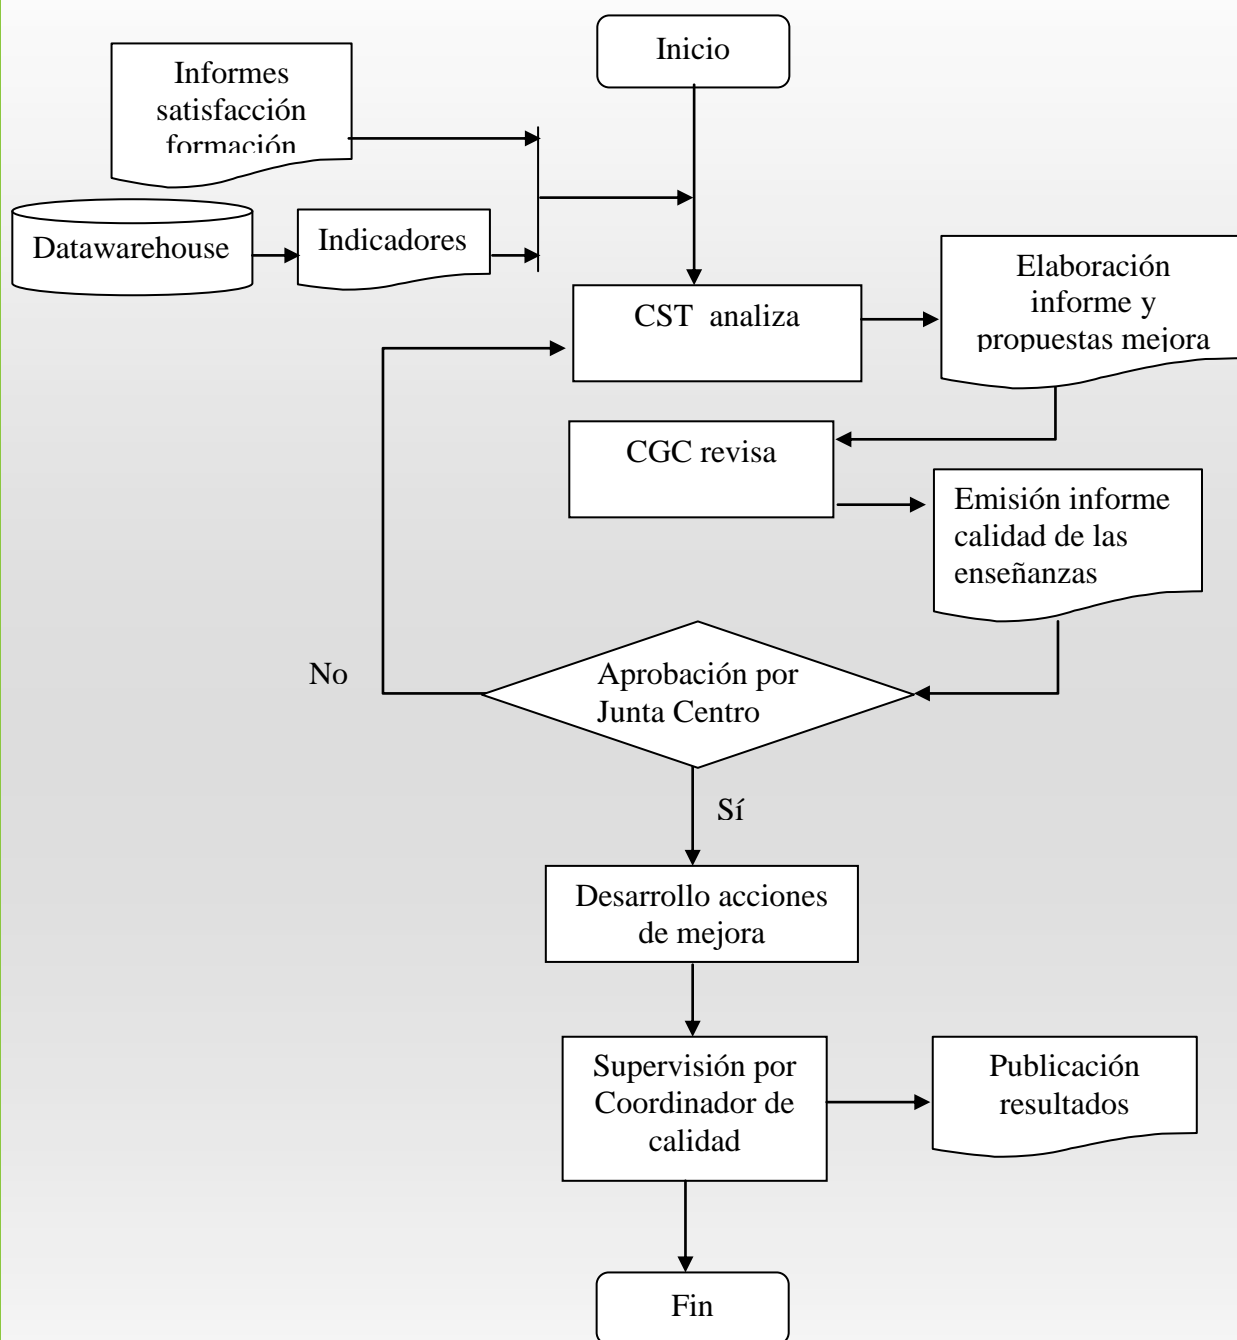 Inicio
Informes
satisfacción
formación
Datawarehouse
Indicadores
CST analiza
Elaboración
informe y
propuestas mejora
CGC revisa
Emisión informe
calidad de las
enseñanzas
No
Aprobación por
Junta Centro
Sí
Desarrollo acciones
de mejora
Supervisión por
Coordinador de
calidad
Publicación
resultados
Fin